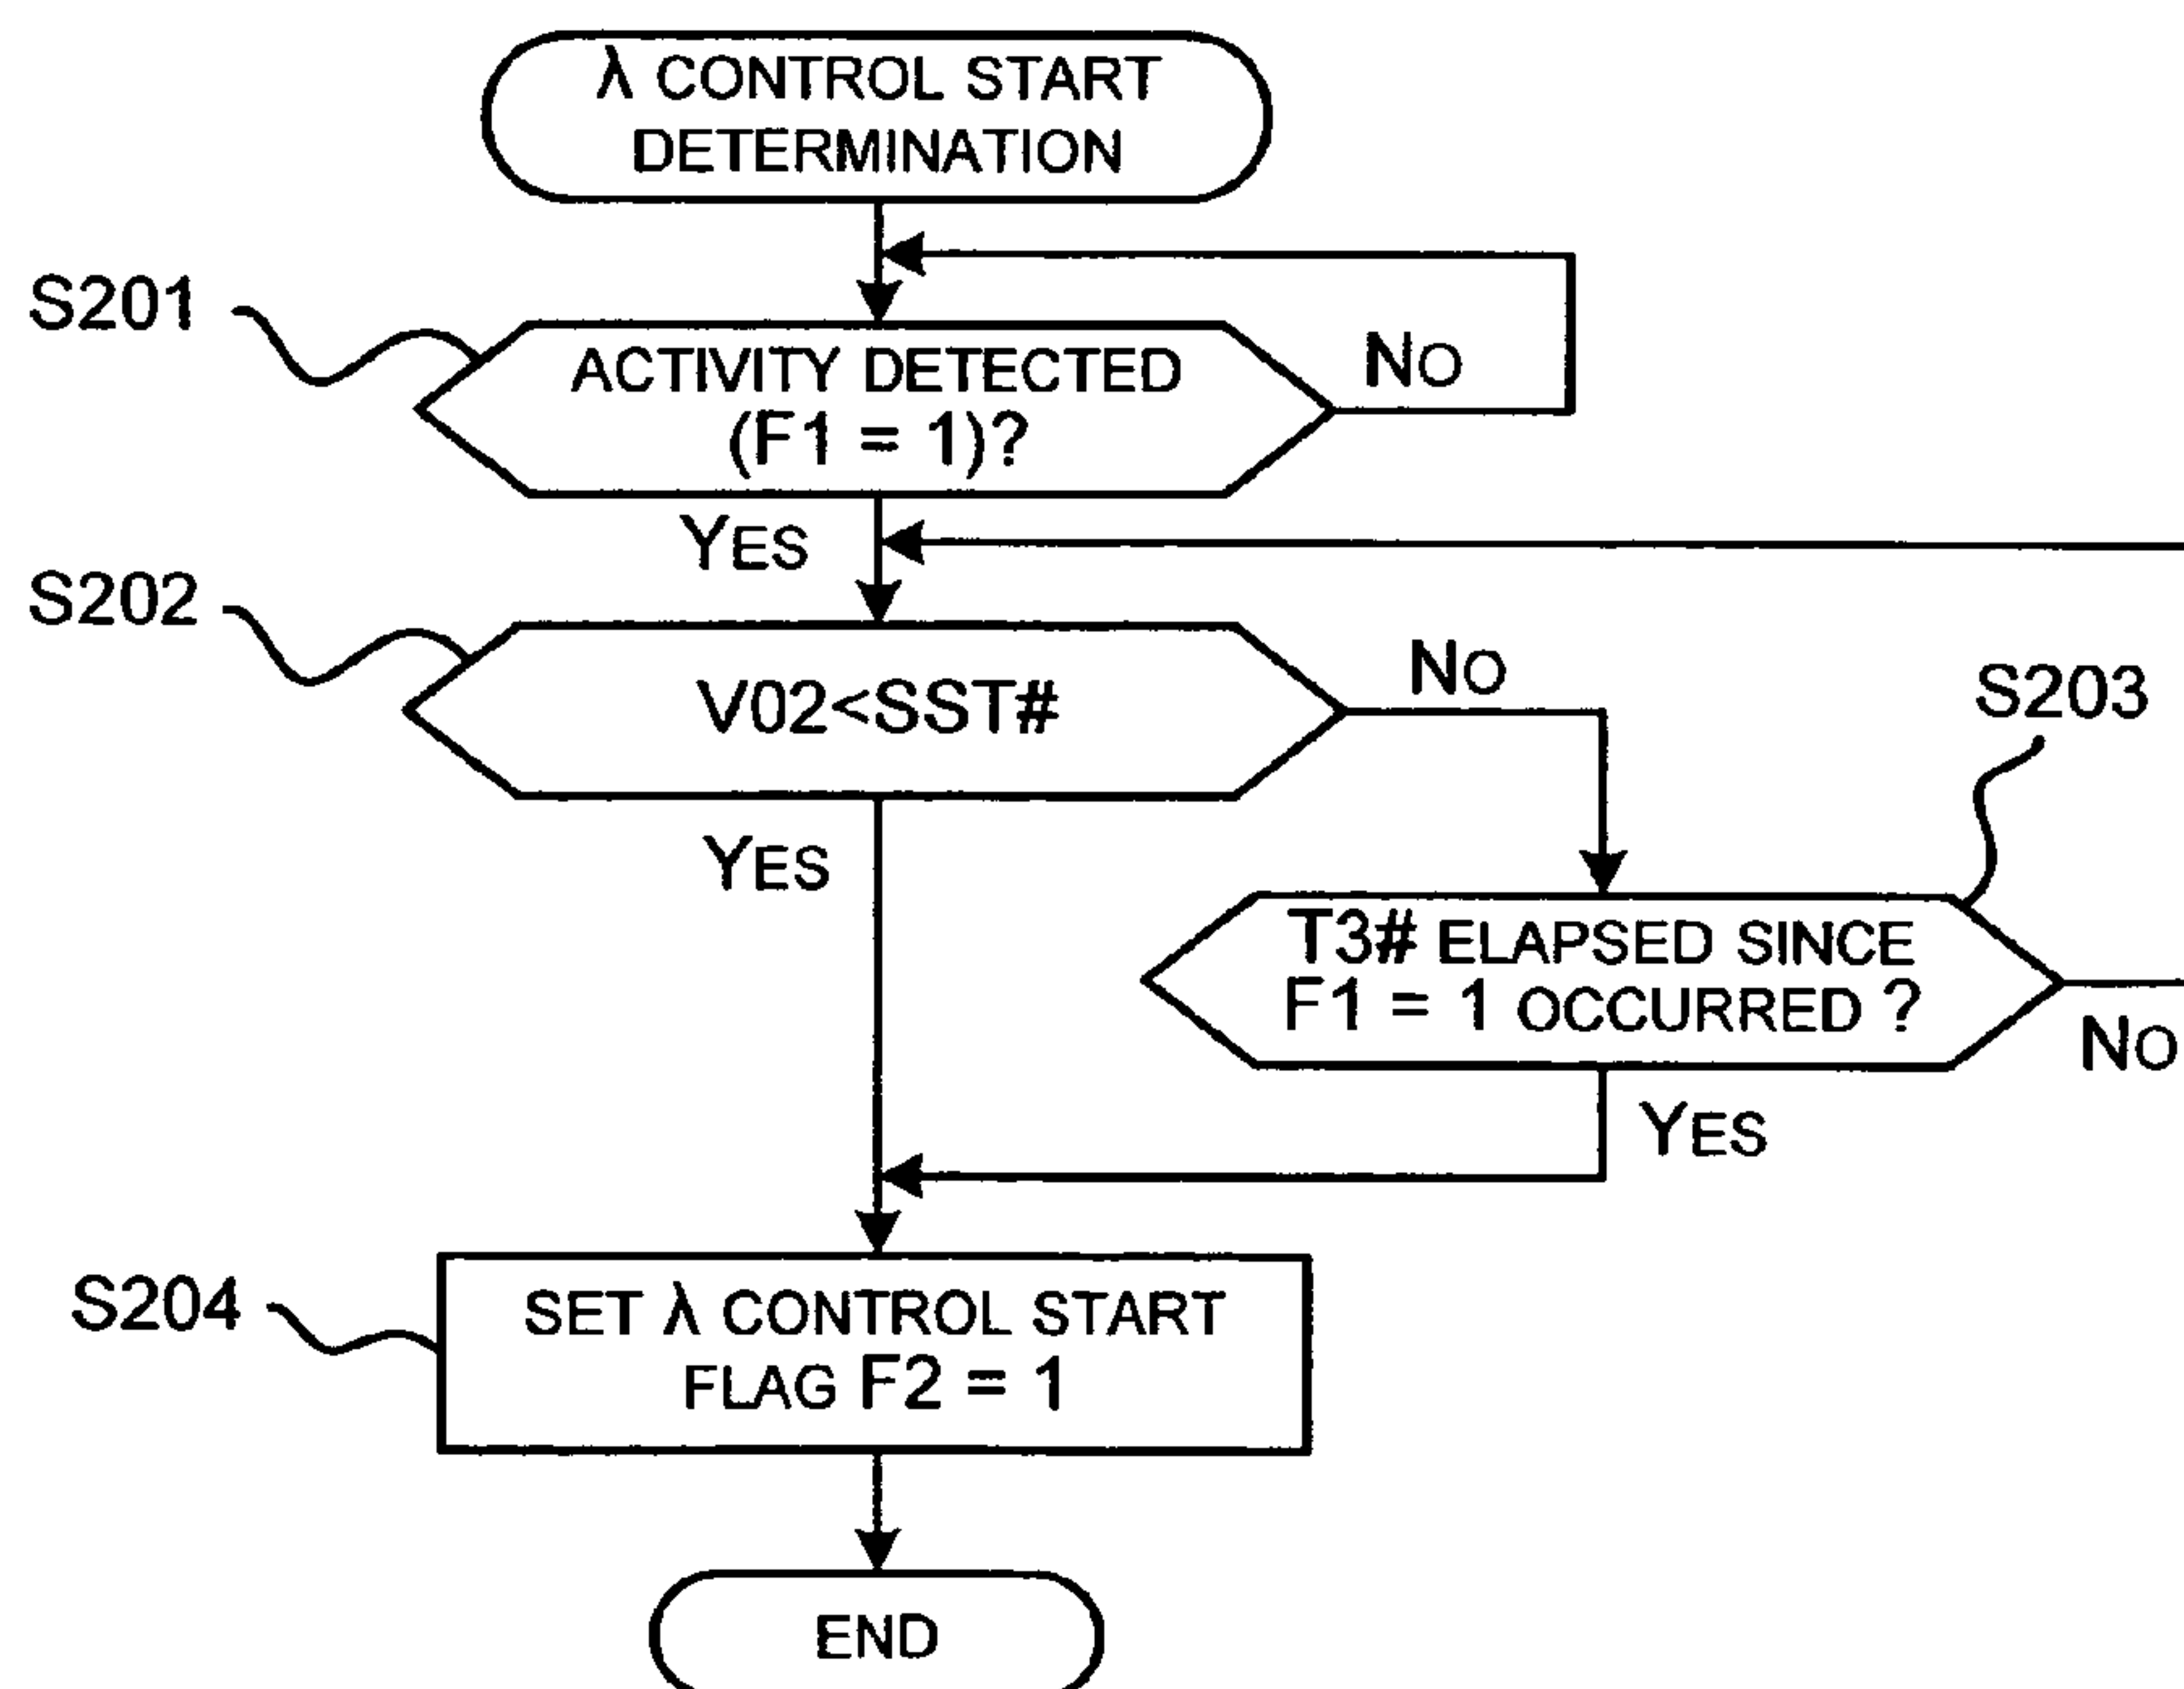 λ CONTROL START
DETERMINATION
S201
ACTIVITY DETECTED
(F1 = 1)?
NO
YES
S202
V02<SST#
NO
S203
YES
T3# ELAPSED SINCE
F1 = 1 OCCURRED ?
NO
YES
S204
SET λ CONTROL START
FLAG F2 = 1
END